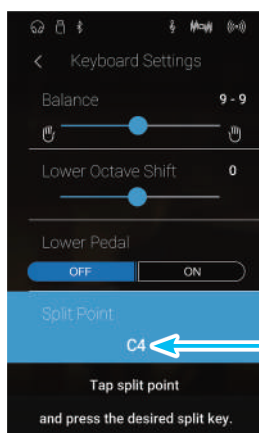 Keyboard Settings
Balance 9 - 9
Lower Octave Shift 0
Lower Pedal
OFF ON
Split Point
C4
Tap split point
and press the desired split key.